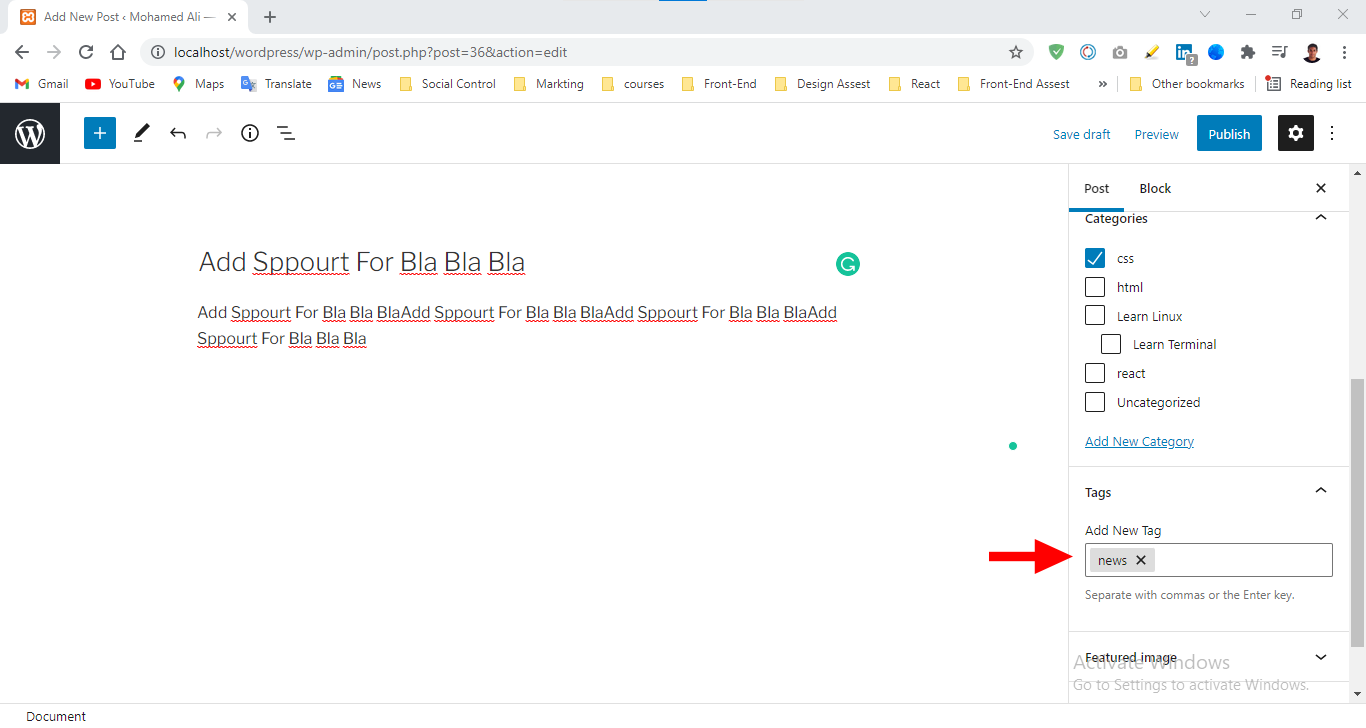 Add New Post ‹ Mohamed Ali —
localhost/wordpress/wp-admin/post.php?post=36&action=edit
Gmail YouTube Maps Translate News Social Control Markting courses Front-End Design Assest React Front-End Assest » Other bookmarks Reading list
Save draft Preview Publish
Post Block
Categories
Add Sppourt For Bla Bla Bla
css
html
Add Sppourt For Bla Bla BlaAdd Sppourt For Bla Bla BlaAdd Sppourt For Bla Bla BlaAdd
Sppourt For Bla Bla Bla
Learn Linux
Learn Terminal
react
Uncategorized
Add New Category
Tags
Add New Tag
news
Separate with commas or the Enter key.
Featured image
Activate Windows
Go to Settings to activate Windows.
Document